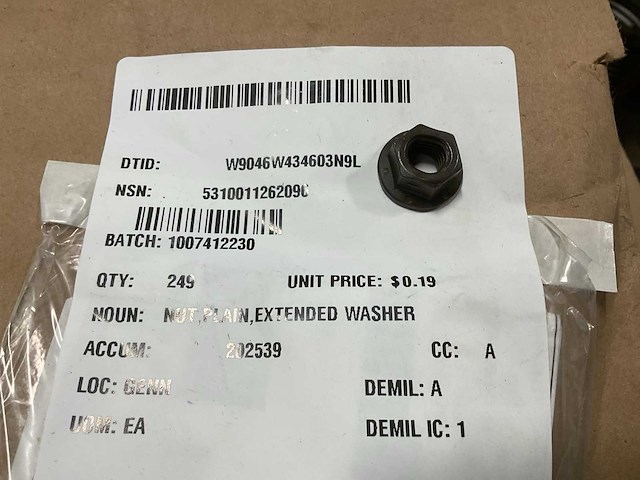 DTID: W9046W434603N9L
NSN: 5310011262096
BATCH: 1007412230
QTY: 249 UNIT PRICE: $0.19
NOUN: NUT,PLAIN,EXTENDED WASHER
ACCUM: 202539 CC: A
LOC: GENN DEMIL: A
UOM: EA DEMIL IC: 1